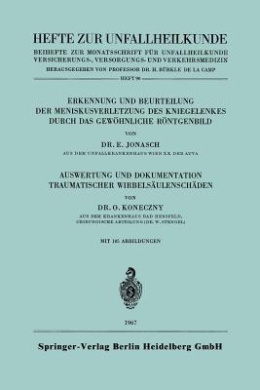 HEFTE ZUR UNFALLHEILKUNDE
BEIHEFTE ZUR MONATSSCHRIFT FÜR UNFALLHEILKUNDE
VERSICHERUNGS-, VERSORGUNGS- UND VERKEHRSMEDIZIN
HERAUSGEGEBEN VON PROFESSOR DR. H. BÜRKLE DE LA CAMP
ERKENNUNG UND BEURTEILUNG
DER MENISKUSVERLETZUNG DES KNIEGELENKES
DURCH DAS GEWÖHNLICHE RÖNTGENBILD
VON
DR. E. JONASCH
AUS DEM UNFALLKRANKENHAUS WIEN XX. DER AUVA
AUSWERTUNG UND DOKUMENTATION
TRAUMATISCHER WIRBELSÄULENSCHÄDEN
VON
DR. O. KONECZNY
AUS DEM KRANKENHAUS BAD HERSFELD,
CHIRURGISCHE ABTEILUNG (DR. W. STENGEL)
MIT 105 ABBILDUNGEN
1967
Springer-Verlag Berlin Heidelberg GmbH